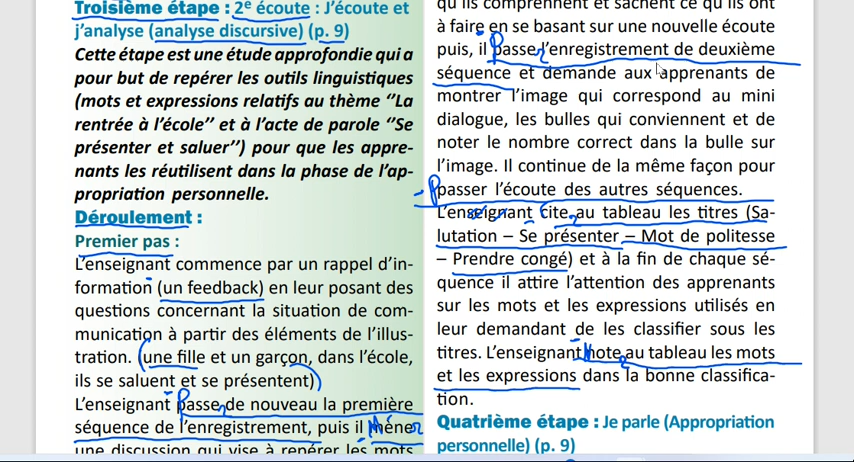 Troisième étape : 2e écoute : J’écoute et
j’analyse (analyse discursive) (p. 9)
Cette étape est une étude approfondie qui a
pour but de repérer les outils linguistiques
(mots et expressions relatifs au thème ‘‘La
rentrée à l’école’’ et à l’acte de parole ‘‘Se
présenter et saluer’’) pour que les appre-
nants les réutilisent dans la phase de l’ap-
propriation personnelle.
Déroulement :
Premier pas :
L’enseignant commence par un rappel d’in-
formation (un feedback) en leur posant des
questions concernant la situation de com-
munication à partir des éléments de l’illus-
tration. (une fille et un garçon, dans l’école,
ils se saluent et se présentent)
L’enseignant passe de nouveau la première
séquence de l’enregistrement, puis il mène
une discussion qui vise à repérer les mots
qu’ils comprennent et sachent ce qu’ils ont
à faire en se basant sur une nouvelle écoute
puis, il passe l’enregistrement de deuxième
séquence et demande aux apprenants de
montrer l’image qui correspond au mini
dialogue, les bulles qui conviennent et de
noter le nombre correct dans la bulle sur
l’image. Il continue de la même façon pour
passer l’écoute des autres séquences.
L’enseignant cite au tableau les titres (Sa-
lutation – Se présenter – Mot de politesse
– Prendre congé) et à la fin de chaque sé-
quence il attire l’attention des apprenants
sur les mots et les expressions utilisés en
leur demandant de les classifier sous les
titres. L’enseignant note au tableau les mots
et les expressions dans la bonne classifica-
tion.
Quatrième étape : Je parle (Appropriation
personnelle) (p. 9)